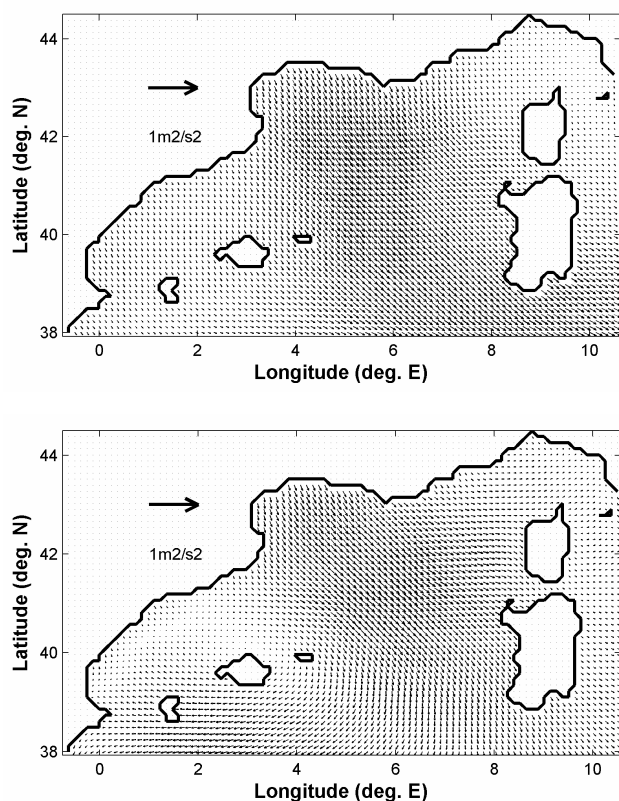 44
42
40
38
Latitude (deg. N)
1m2/s2
0 2 4 6 8 10
Longitude (deg. E)
44
42
40
38
Latitude (deg. N)
1m2/s2
0 2 4 6 8 10
Longitude (deg. E)